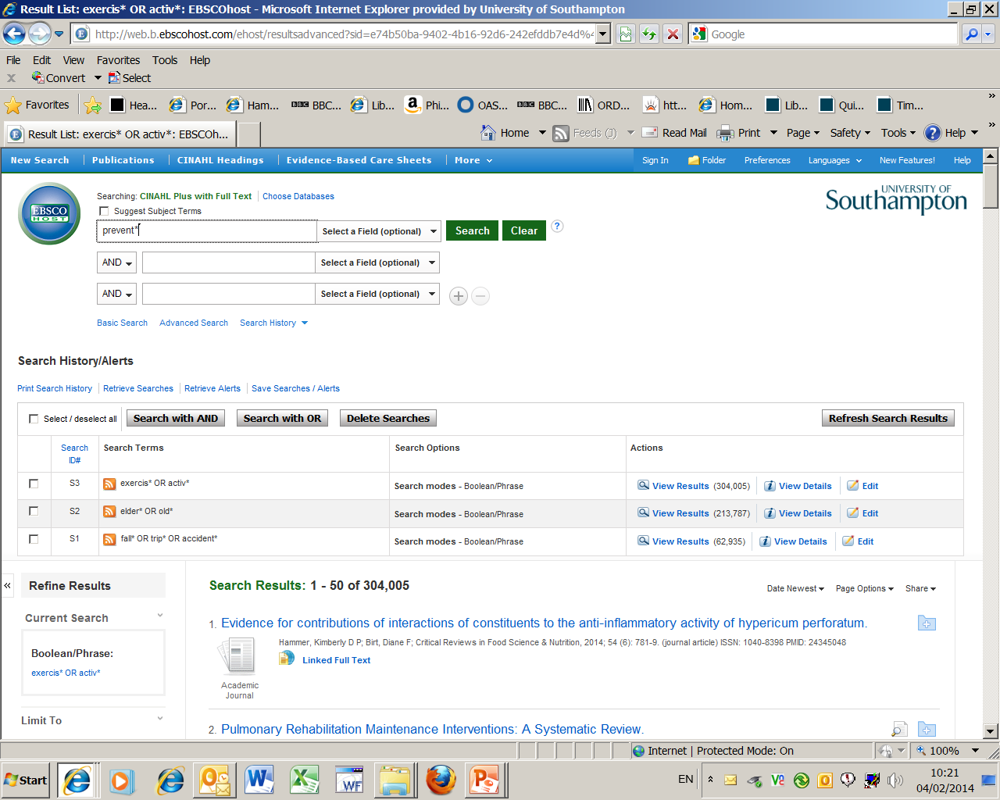 Result List: exercis* OR activ*: EBSCOhost - Microsoft Internet Explorer provided by University of Southampton
http://web.b.ebscohost.com/ehost/resultsadvanced?sid=e74b50ba-9402-4b16-92d6-242efddb7e4d%4
Google
File Edit View Favorites Tools Help
x Convert Select
Favorites Hea... Por... Ham... BBC BBC... Lib... Phi... OAS... BBC BBC... ORD... htt... Hom... Lib... Qui... Tim... »
Result List: exercis* OR activ*: EBSCOh... Home Feeds (J) Read Mail Print Page Safety Tools Help »
New Search Publications CINAHL Headings Evidence-Based Care Sheets More Sign In Folder Preferences Languages New Features! Help
EBSCO
HOST
Searching: CINAHL Plus with Full Text Choose Databases
UNIVERSITY OF
Southampton
Suggest Subject Terms
prevent* Select a Field (optional) Search Clear ?
AND Select a Field (optional)
AND Select a Field (optional) + −
Basic Search Advanced Search Search History
Search History/Alerts
Print Search History Retrieve Searches Retrieve Alerts Save Searches / Alerts
Select / deselect all Search with AND Search with OR Delete Searches Refresh Search Results
Search ID# Search Terms Search Options Actions
S3 exercis* OR activ* Search modes - Boolean/Phrase View Results (304,005) View Details Edit
S2 elder* OR old* Search modes - Boolean/Phrase View Results (213,787) View Details Edit
S1 fall* OR trip* OR accident* Search modes - Boolean/Phrase View Results (62,935) View Details Edit
«
Refine Results
Current Search
Boolean/Phrase:
exercis* OR activ*
Limit To
Search Results: 1 - 50 of 304,005
Date Newest Page Options Share
1. Evidence for contributions of interactions of constituents to the anti-inflammatory activity of hypericum perforatum.
Hammer, Kimberly D P; Birt, Diane F; Critical Reviews in Food Science & Nutrition, 2014; 54 (6): 781-9. (journal article) ISSN: 1040-8398 PMID: 24345048
Linked Full Text
Academic
Journal
2. Pulmonary Rehabilitation Maintenance Interventions: A Systematic Review.
Internet | Protected Mode: On 100%
Start W X WF P EN 10:21
04/02/2014